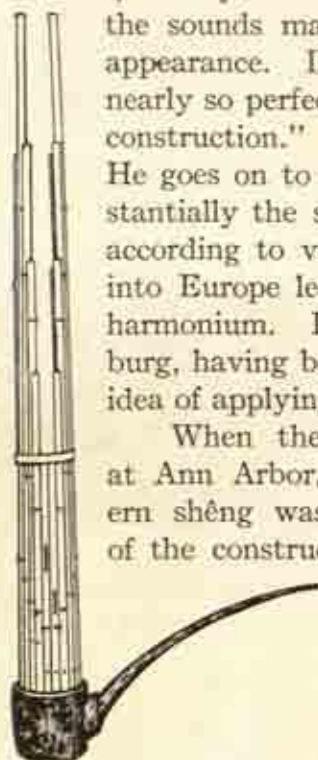 the sounds ma
appearance. I
nearly so perfec
construction."
He goes on to
stantially the s
according to v
into Europe le
harmonium. I
burg, having b
idea of applyin
When the
at Ann Arbor,
ern shêng was
of the construc